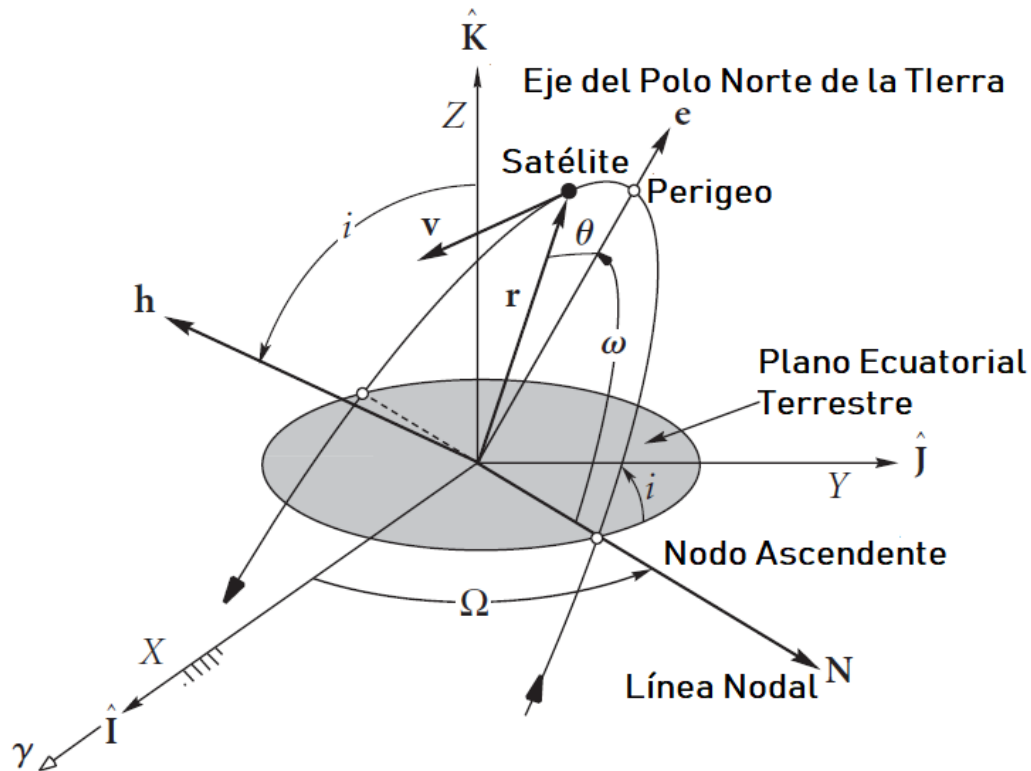 K̂
Eje del Polo Norte de la TIerra
Z
e
Satélite
Perigeo
i
v
θ
h
r
ω
Plano Ecuatorial
Terrestre
Ĵ
i
Y
Nodo Ascendente
Ω
X
N
Línea Nodal
Î
γ